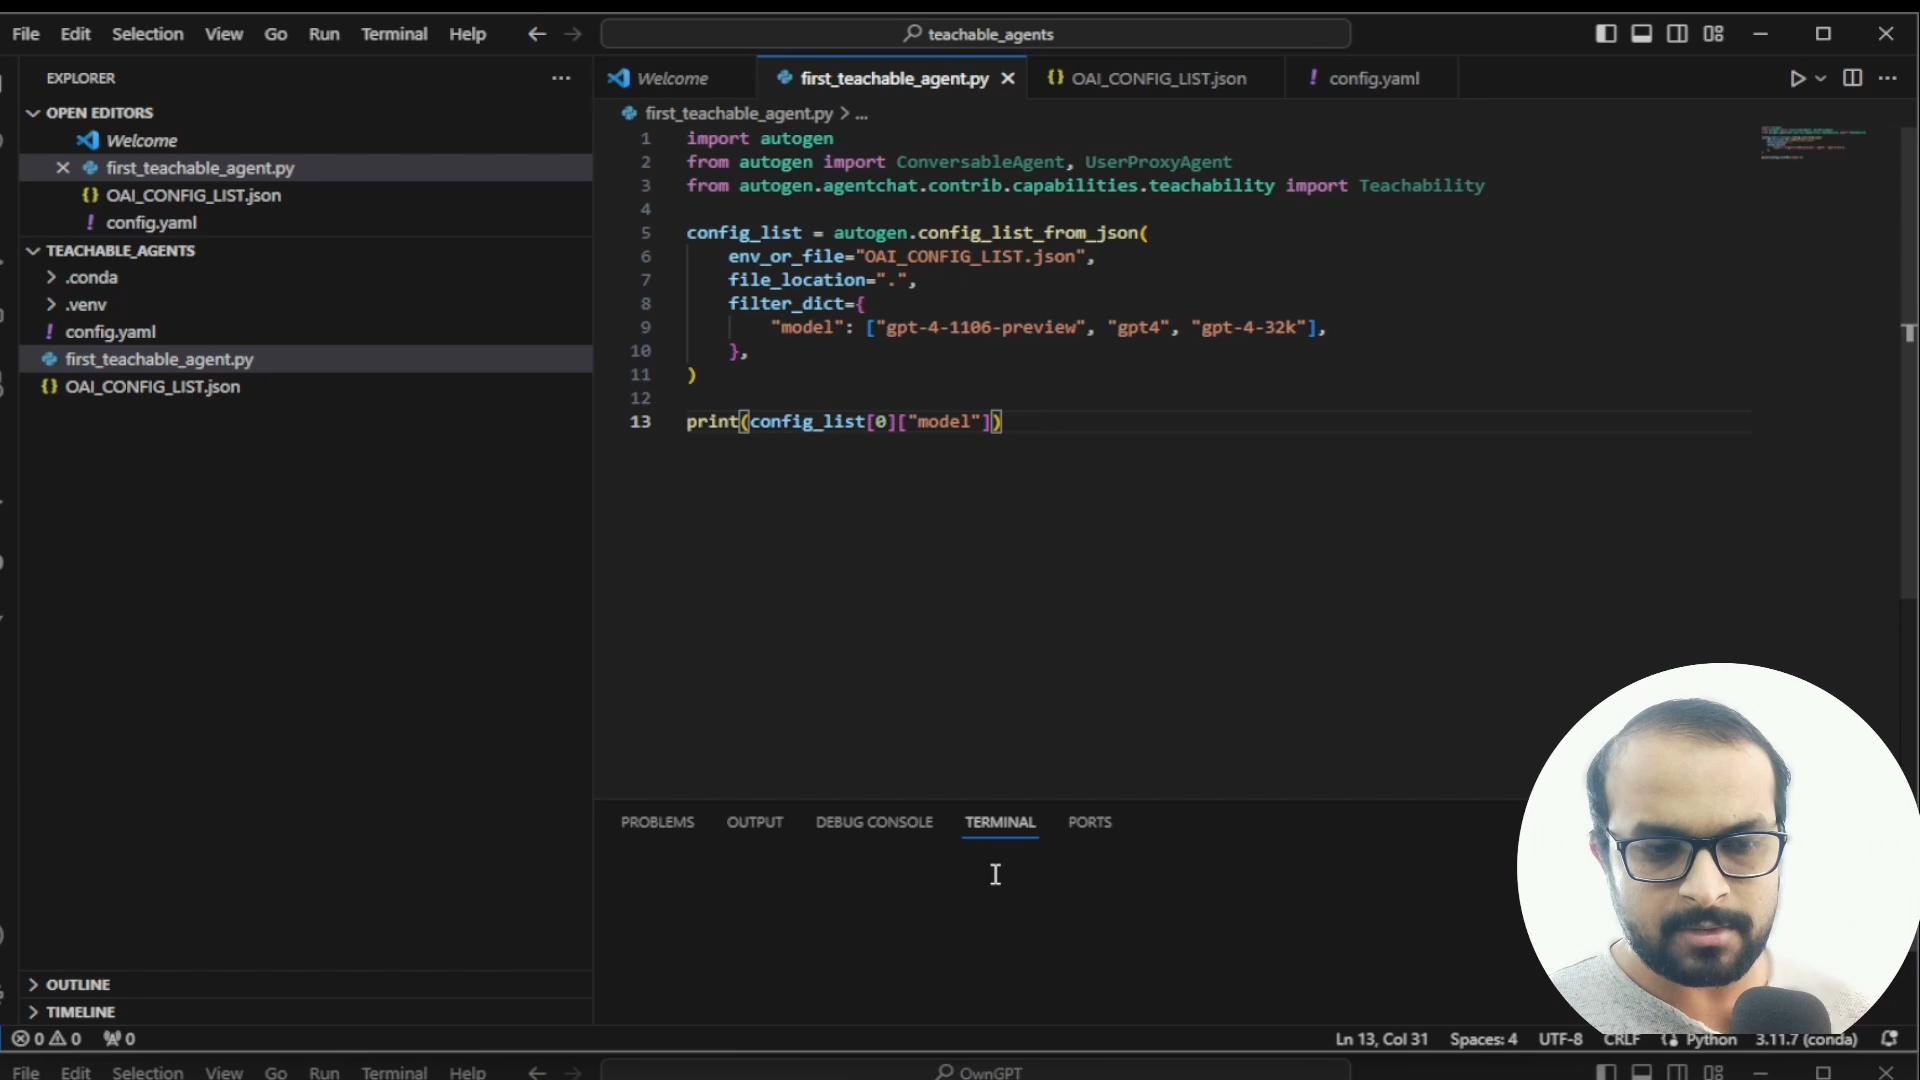 File Edit Selection View Go Run Terminal Help
teachable_agents
EXPLORER
OPEN EDITORS
Welcome
first_teachable_agent.py
OAI_CONFIG_LIST.json
config.yaml
TEACHABLE_AGENTS
.conda
.venv
config.yaml
first_teachable_agent.py
OAI_CONFIG_LIST.json
OUTLINE
TIMELINE
Welcome first_teachable_agent.py OAI_CONFIG_LIST.json config.yaml
first_teachable_agent.py > ...
1 import autogen
2 from autogen import ConversableAgent, UserProxyAgent
3 from autogen.agentchat.contrib.capabilities.teachability import Teachability
4
5 config_list = autogen.config_list_from_json(
6 env_or_file="OAI_CONFIG_LIST.json",
7 file_location=".",
8 filter_dict={
9 "model": ["gpt-4-1106-preview", "gpt4", "gpt-4-32k"],
10 },
11 )
12
13 print(config_list[0]["model"])
PROBLEMS OUTPUT DEBUG CONSOLE TERMINAL PORTS
0 0 0
Ln 13, Col 31 Spaces: 4 UTF-8 CRLF Python 3.11.7 (conda)
File Edit Selection View Go Run Terminal Help
OwnGPT